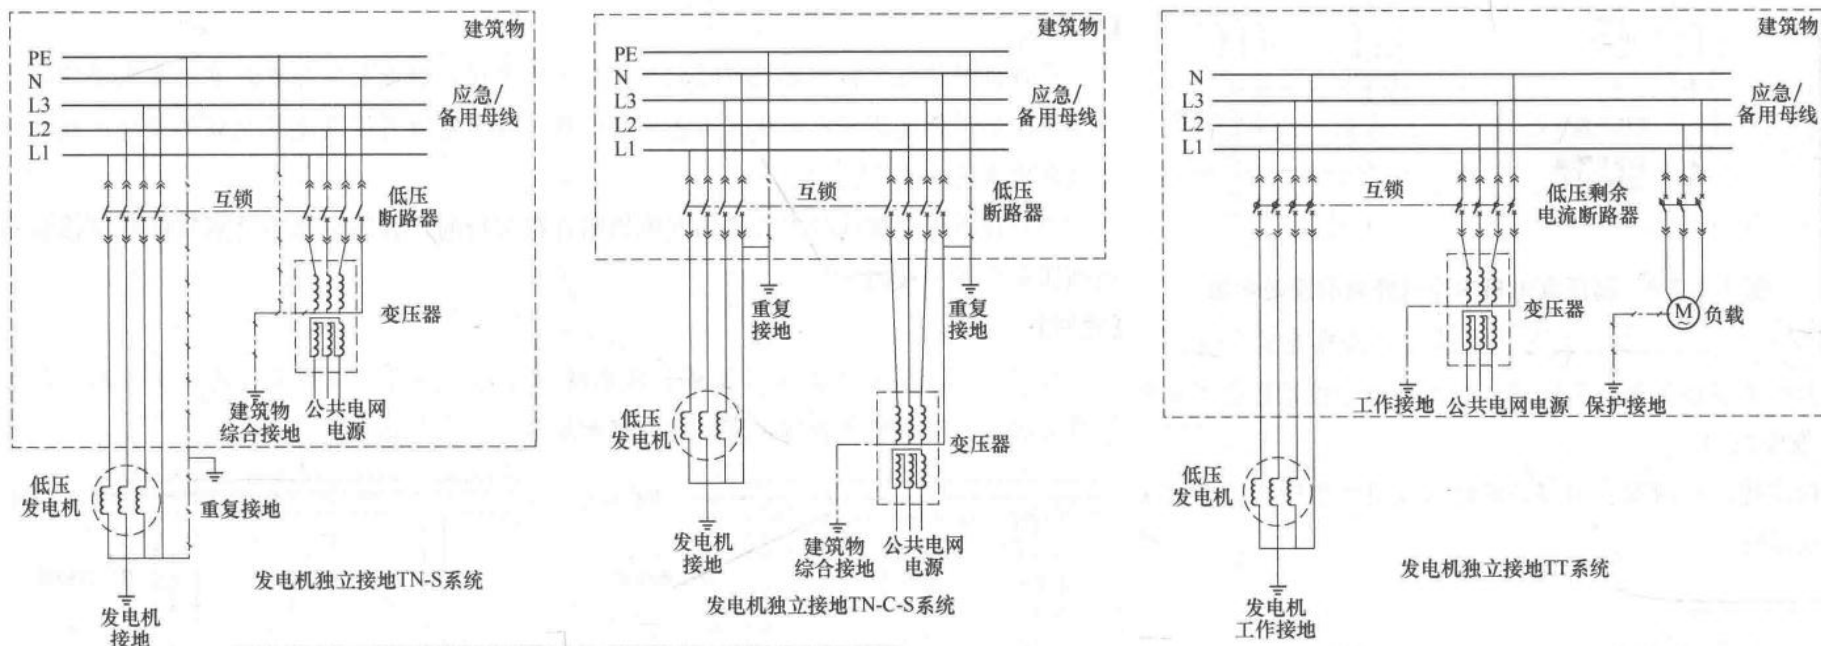 建筑物
PE
N
L3
L2
L1
应急/
备用母线
互锁
低压
断路器
变压器
建筑物
综合接地
公共电网
电源
低压
发电机
重复接地
发电机独立接地TN-S系统
发电机
接地
建筑物
PE
N
L3
L2
L1
应急/
备用母线
互锁
低压
断路器
重复
接地
重复
接地
低压
发电机
变压器
发电机
接地
建筑物
综合接地
公共电网
电源
发电机独立接地TN-C-S系统
建筑物
N
L3
L2
L1
应急/
备用母线
互锁
低压剩余
电流断路器
变压器
M
~
负载
工作接地
公共电网电源
保护接地
低压
发电机
发电机独立接地TT系统
发电机
工作接地